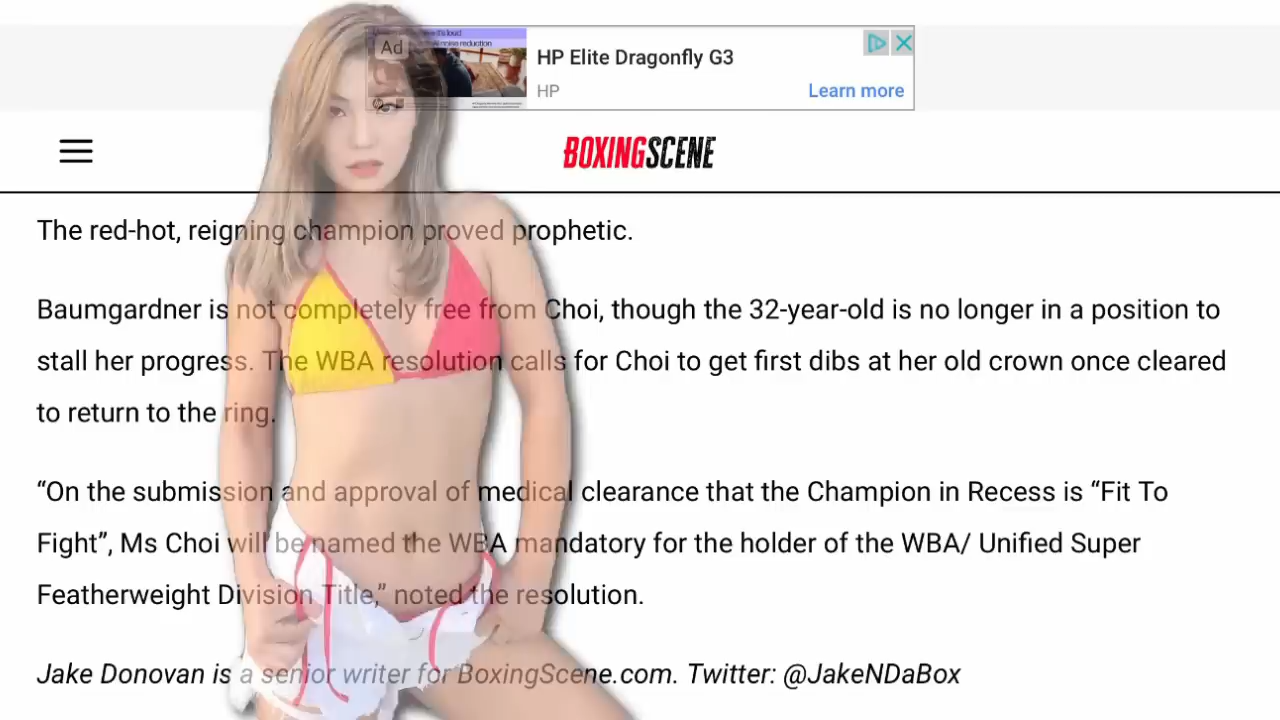 it's loud
noise reduction
Ad
HP Elite Dragonfly G3
HP
Learn more
BOXINGSCENE
The red-hot, reigning champion proved prophetic.
Baumgardner is not completely free from Choi, though the 32-year-old is no longer in a position to
stall her progress. The WBA resolution calls for Choi to get first dibs at her old crown once cleared
to return to the ring.
“On the submission and approval of medical clearance that the Champion in Recess is “Fit To
Fight”, Ms Choi will be named the WBA mandatory for the holder of the WBA/ Unified Super
Featherweight Division Title,” noted the resolution.
Jake Donovan is a senior writer for BoxingScene.com. Twitter: @JakeNDaBox